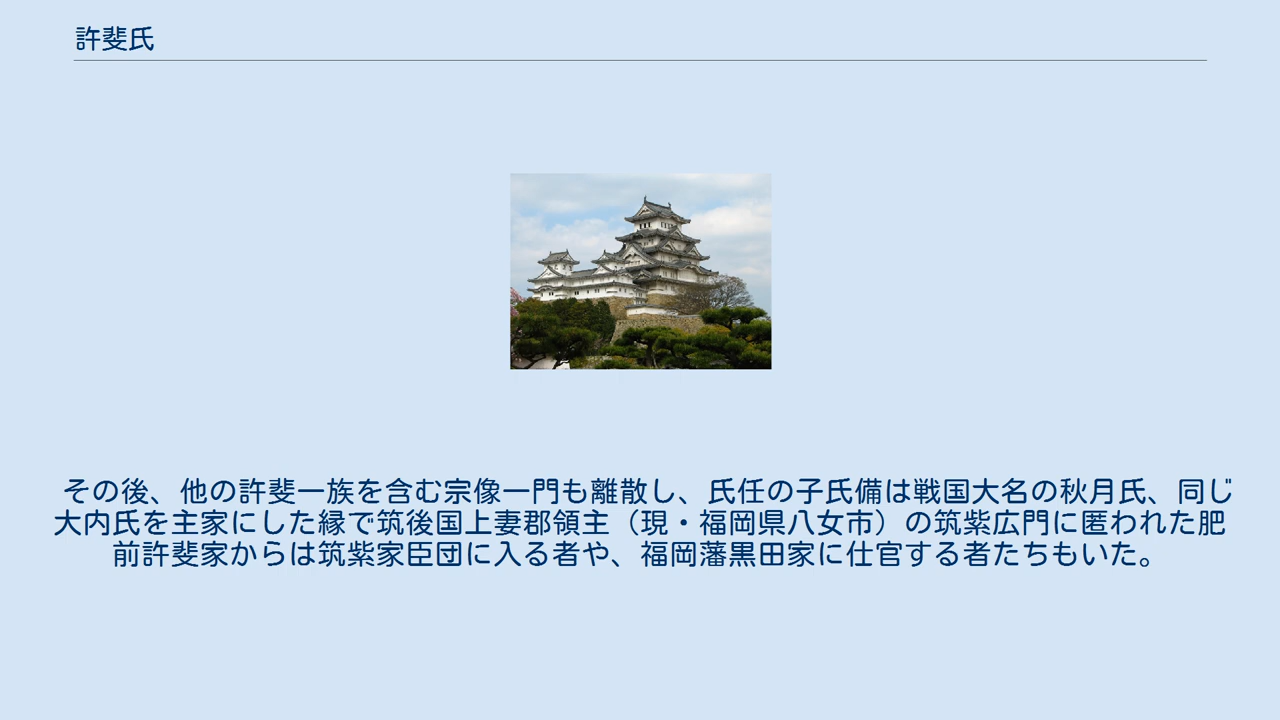 許斐氏
その後、他の許斐一族を含む宗像一門も離散し、氏任の子氏備は戦国大名の秋月氏、同じ
大内氏を主家にした縁で筑後国上妻郡領主（現・福岡県八女市）の筑紫広門に匿われた肥
前許斐家からは筑紫家臣団に入る者や、福岡藩黒田家に仕官する者たちもいた。